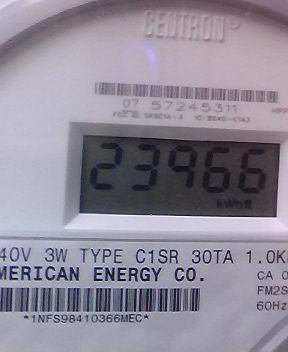 CENTRON®
07 57245311
23966
kWh
40V 3W TYPE C1SR 30TA 1.0K
MERICAN ENERGY CO.
CA 0
FM2S
60Hz
*1NFS98410366MEC*